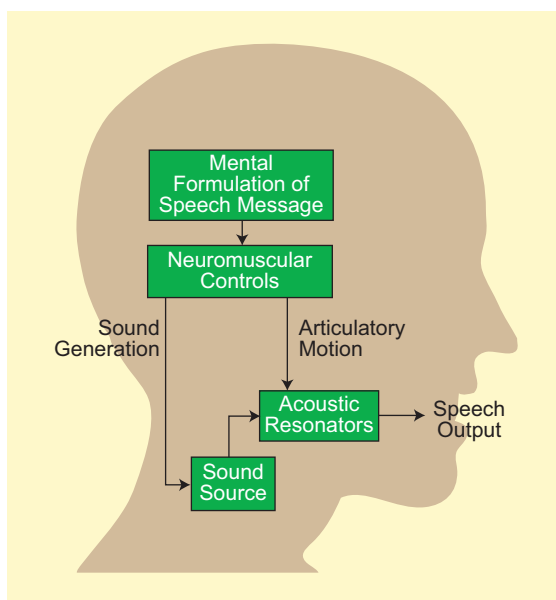 Mental
Formulation of
Speech Message
Neuromuscular
Controls
Sound
Generation
Articulatory
Motion
Acoustic
Resonators
Speech
Output
Sound
Source